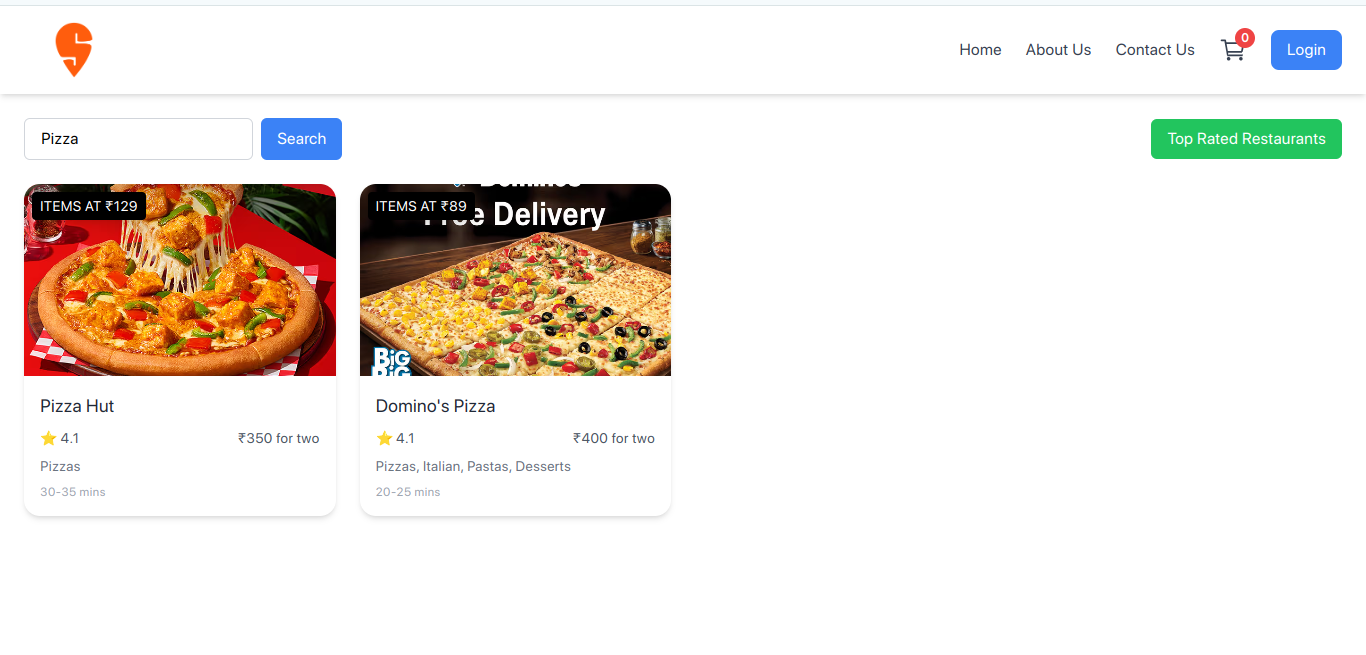 Home
About Us
Contact Us
0
Login
Pizza
Search
Top Rated Restaurants
ITEMS AT ₹129
ITEMS AT ₹89
Delivery
BiG
Pizza Hut
⭐ 4.1
₹350 for two
Pizzas
30-35 mins
Domino's Pizza
⭐ 4.1
₹400 for two
Pizzas, Italian, Pastas, Desserts
20-25 mins